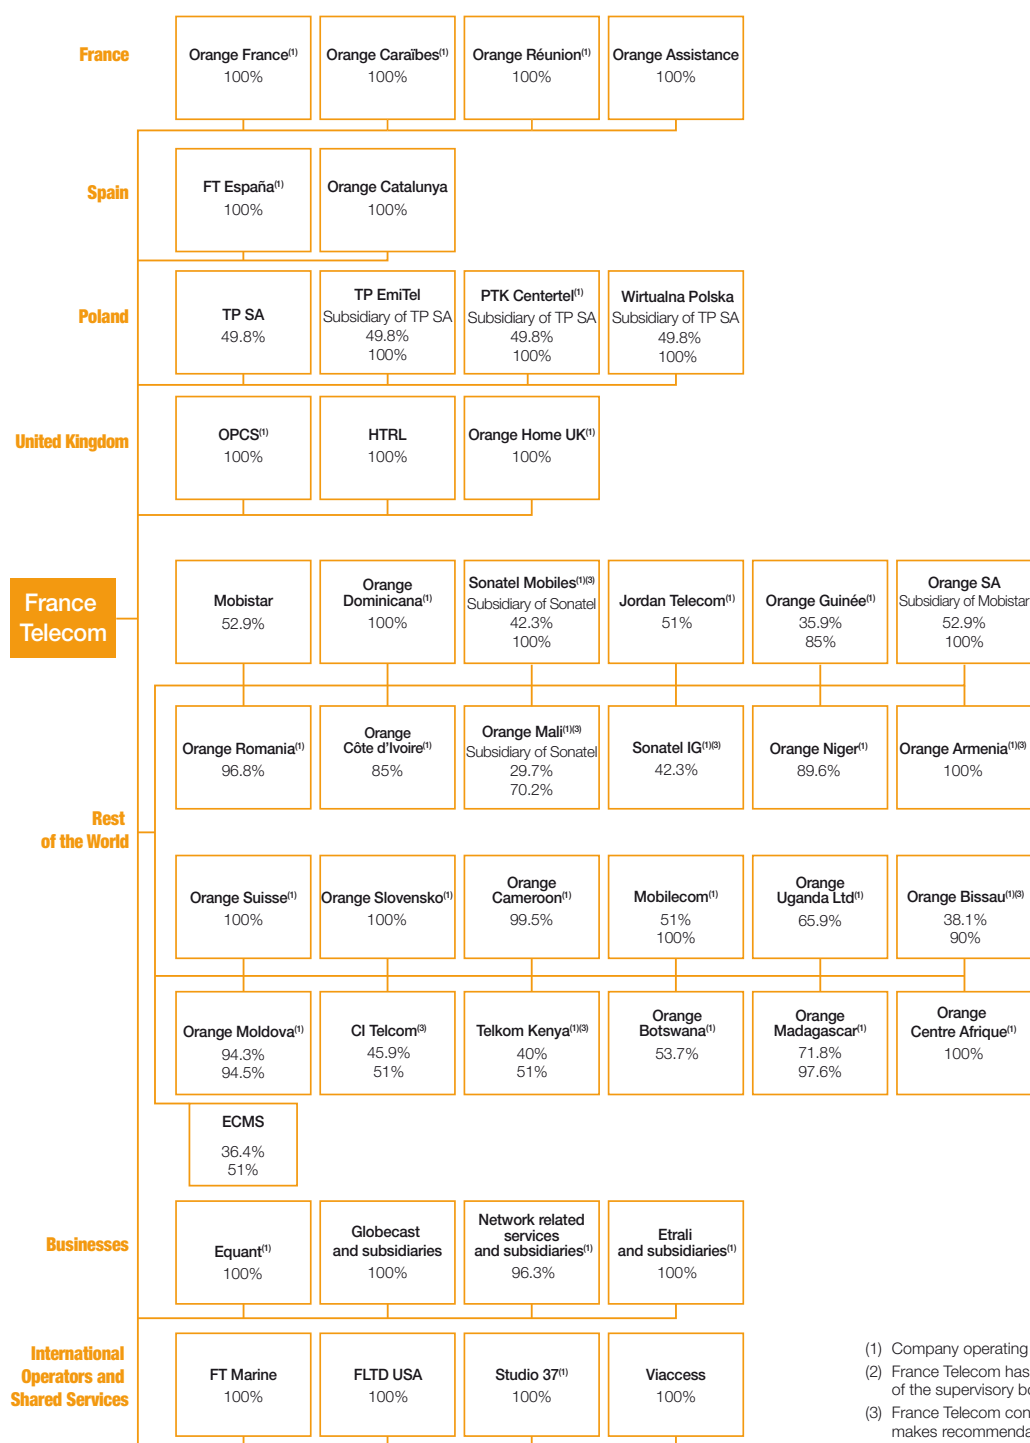 France
Orange France(1)
100%
Orange Caraïbes(1)
100%
Orange Réunion(1)
100%
Orange Assistance
100%
Spain
FT España(1)
100%
Orange Catalunya
100%
Poland
TP SA
49.8%
TP EmiTel
Subsidiary of TP SA
49.8%
100%
PTK Centertel(1)
Subsidiary of TP SA
49.8%
100%
Wirtualna Polska
Subsidiary of TP SA
49.8%
100%
United Kingdom
OPCS(1)
100%
HTRL
100%
Orange Home UK(1)
100%
France
Telecom
Rest
of the World
Mobistar
52.9%
Orange
Dominicana(1)
100%
Sonatel Mobiles(1)(3)
Subsidiary of Sonatel
42.3%
100%
Jordan Telecom(1)
51%
Orange Guinée(1)
35.9%
85%
Orange SA
Subsidiary of Mobistar
52.9%
100%
Orange Romania(1)
96.8%
Orange
Côte d'Ivoire(1)
85%
Orange Mali(1)(3)
Subsidiary of Sonatel
29.7%
70.2%
Sonatel IG(1)(3)
42.3%
Orange Niger(1)
89.6%
Orange Armenia(1)(3)
100%
Orange Suisse(1)
100%
Orange Slovensko(1)
100%
Orange
Cameroon(1)
99.5%
Mobilecom(1)
51%
100%
Orange
Uganda Ltd(1)
65.9%
Orange Bissau(1)(3)
38.1%
90%
Orange Moldova(1)
94.3%
94.5%
CI Telcom(3)
45.9%
51%
Telkom Kenya(1)(3)
40%
51%
Orange
Botswana(1)
53.7%
Orange
Madagascar(1)
71.8%
97.6%
Orange
Centre Afrique(1)
100%
ECMS
36.4%
51%
Businesses
Equant(1)
100%
Globecast
and subsidiaries
100%
Network related
services
and subsidiaries(1)
96.3%
Etrali
and subsidiaries(1)
100%
International
Operators and
Shared Services
FT Marine
100%
FLTD USA
100%
Studio 37(1)
100%
Viaccess
100%
(1) Company operating
(2) France Telecom has
of the supervisory bo
(3) France Telecom con
makes recommenda